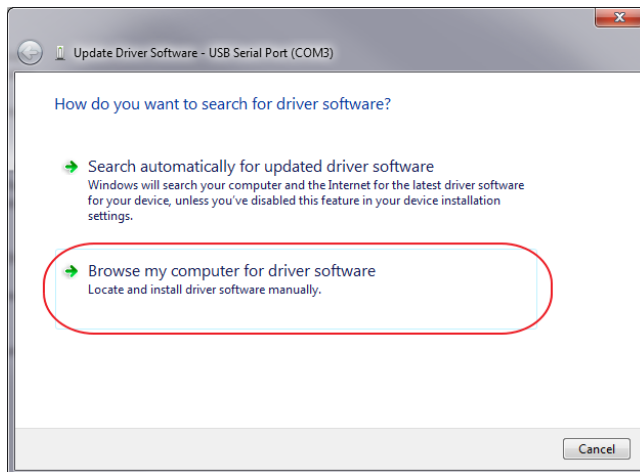 Update Driver Software - USB Serial Port (COM3)
How do you want to search for driver software?
Search automatically for updated driver software
Windows will search your computer and the Internet for the latest driver software
for your device, unless you've disabled this feature in your device installation
settings.
Browse my computer for driver software
Locate and install driver software manually.
Cancel